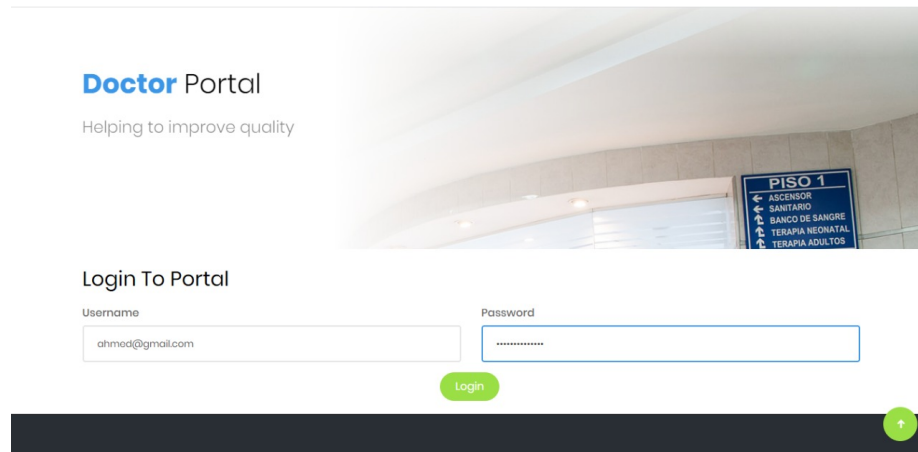 Doctor Portal
Helping to improve quality
PISO 1
← ASCENSOR
← SANITARIO
BANCO DE SANGRE
TERAPIA NEONATAL
TERAPIA ADULTOS
Login To Portal
Username
Password
ahmed@gmail.com
Login